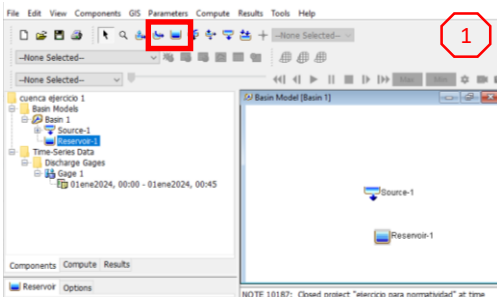 File Edit View Components GIS Parameters Compute Results Tools Help
--None Selected--
1
--None Selected--
--None Selected--
cuenca ejercicio 1
Basin Models
Basin 1
Source-1
Reservoir-1
Time-Series Data
Discharge Gages
Gage 1
01ene2024, 00:00 - 01ene2024, 00:45
Components Compute Results
Reservoir Options
Basin Model [Basin 1]
Source-1
Reservoir-1
NOTE 10187: Closed project "ejercicio para normatividad" at time